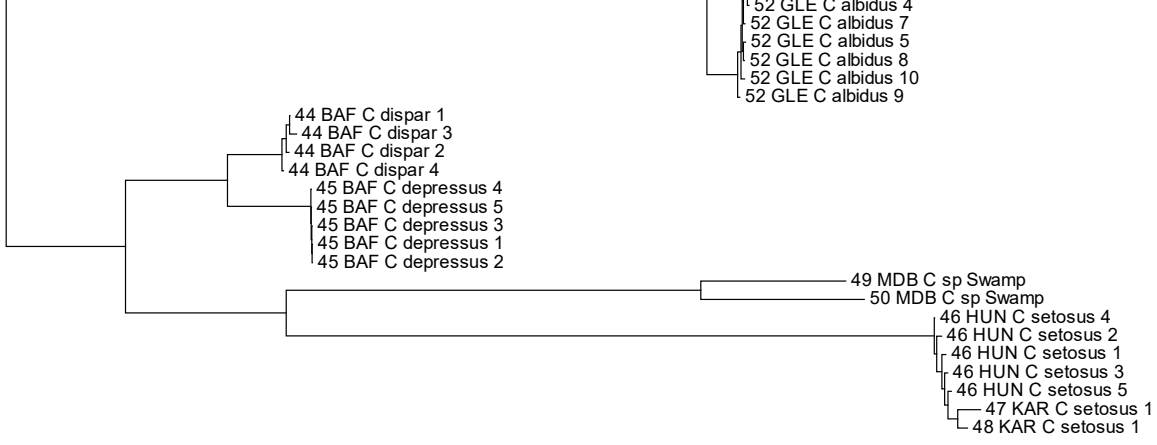 52 GLE C albidus 4
52 GLE C albidus 7
52 GLE C albidus 5
52 GLE C albidus 8
52 GLE C albidus 10
52 GLE C albidus 9
44 BAF C dispar 1
44 BAF C dispar 3
44 BAF C dispar 2
44 BAF C dispar 4
45 BAF C depressus 4
45 BAF C depressus 5
45 BAF C depressus 3
45 BAF C depressus 1
45 BAF C depressus 2
49 MDB C sp Swamp
50 MDB C sp Swamp
46 HUN C setosus 4
46 HUN C setosus 2
46 HUN C setosus 1
46 HUN C setosus 3
46 HUN C setosus 5
47 KAR C setosus 1
48 KAR C setosus 1